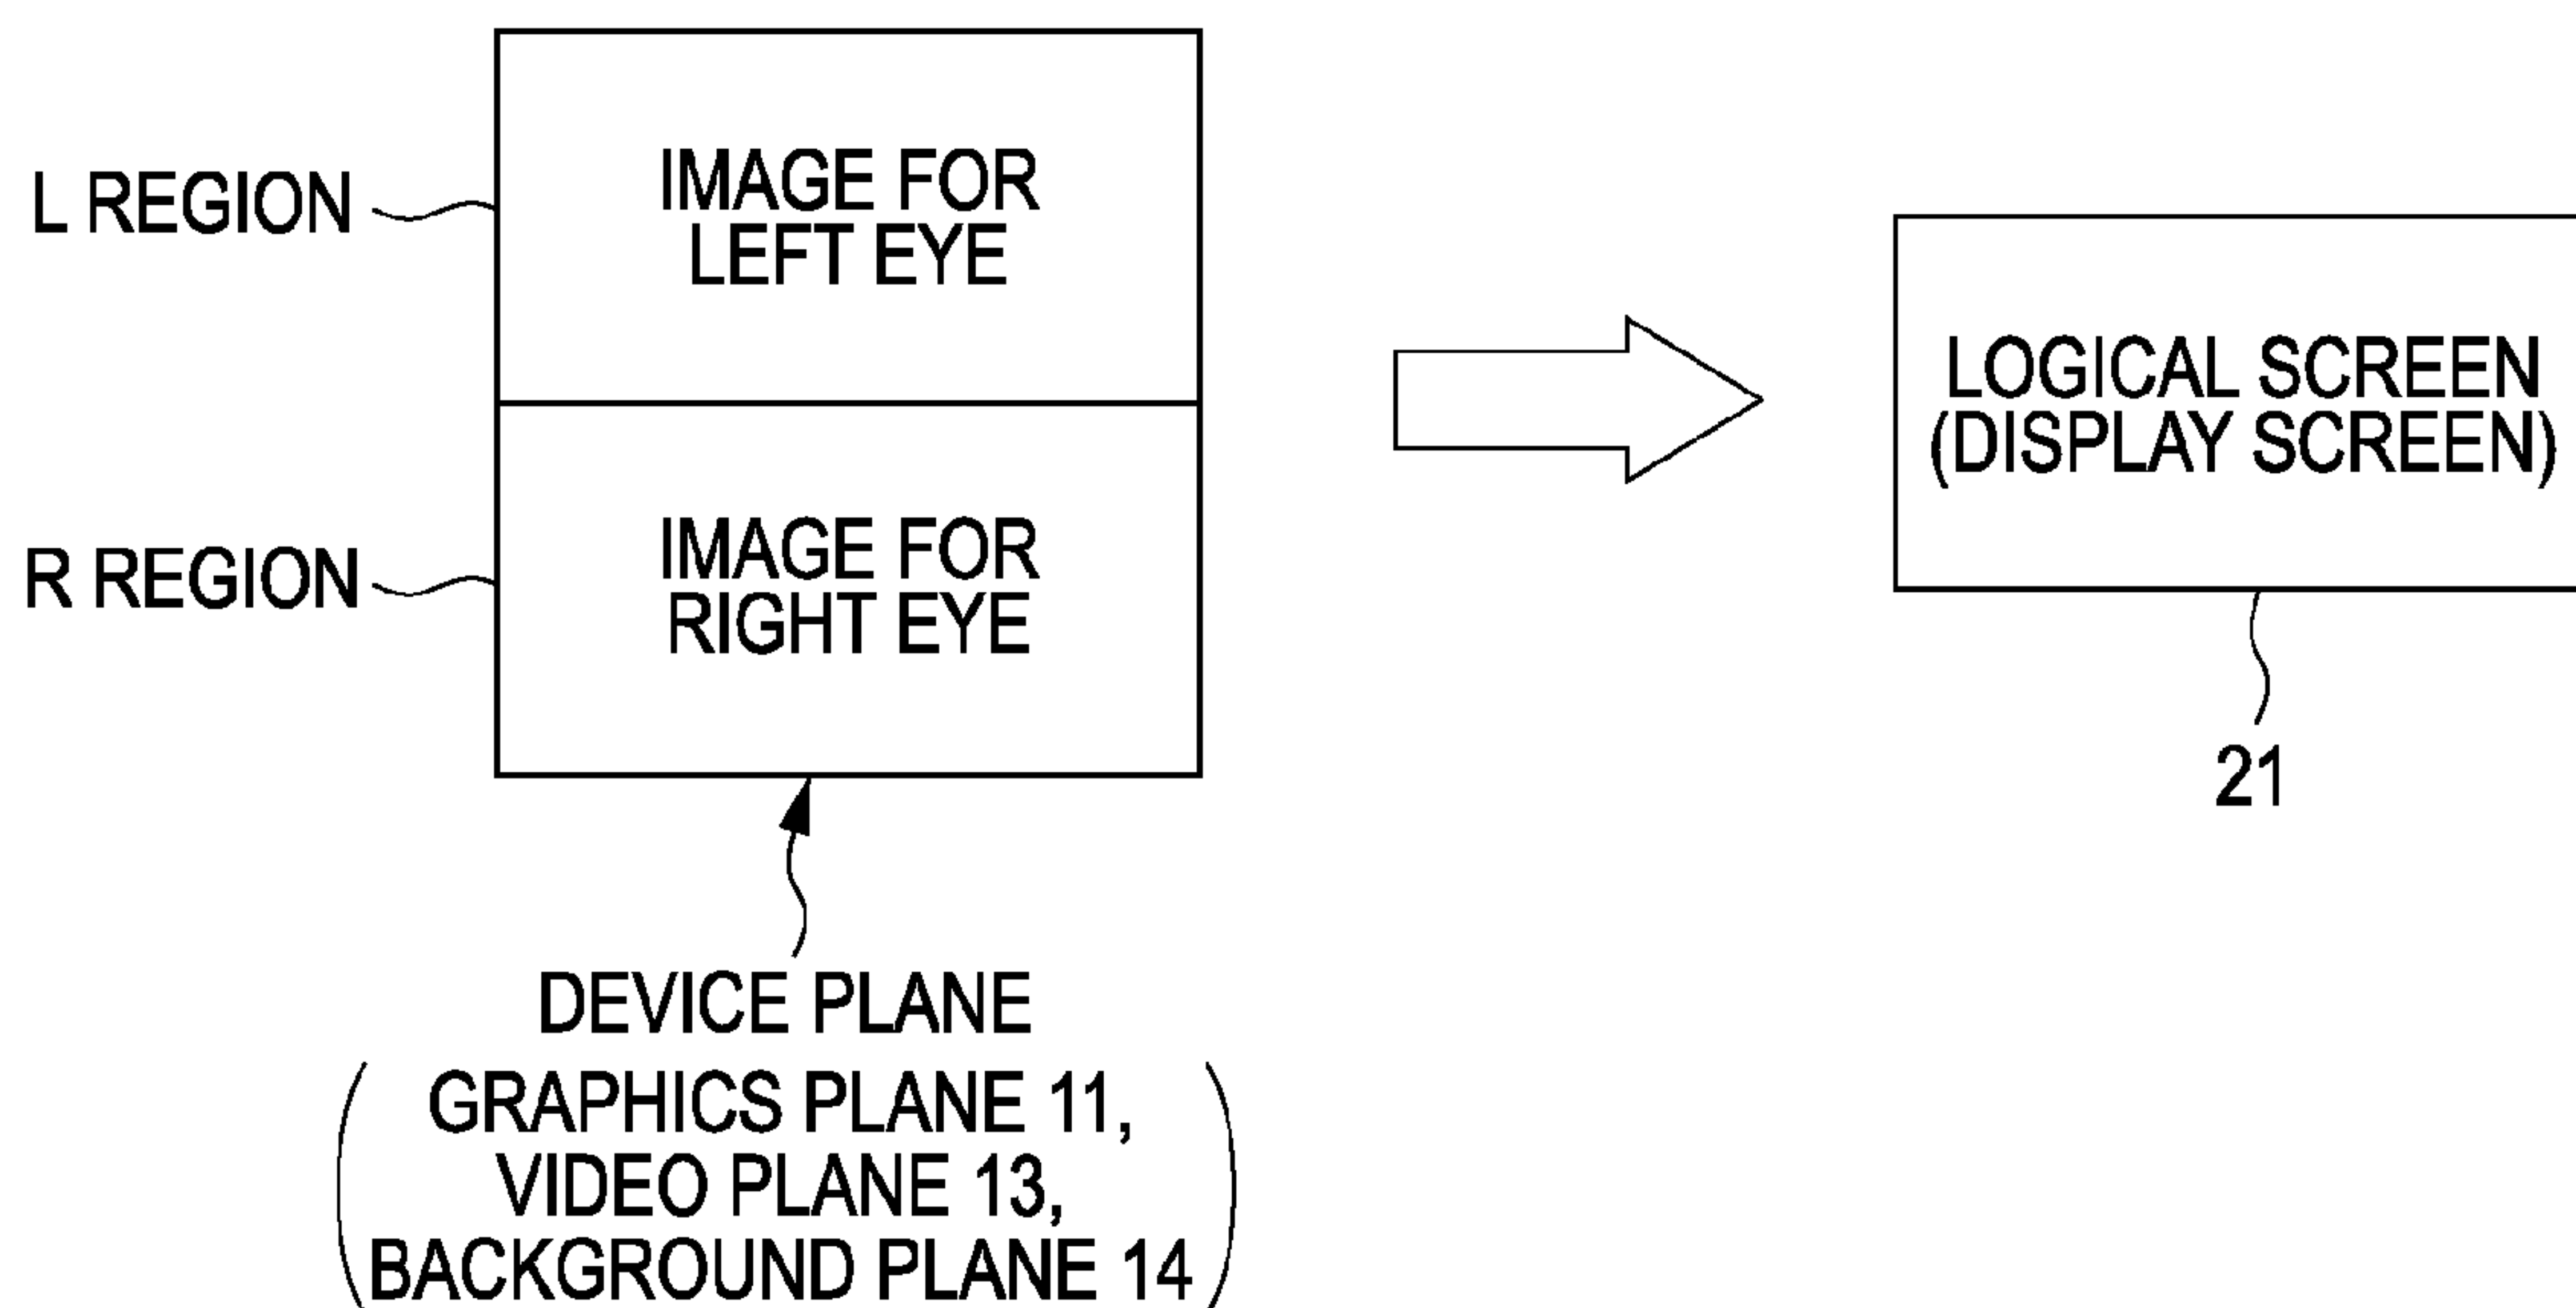 L REGION
IMAGE FOR
LEFT EYE
R REGION
IMAGE FOR
RIGHT EYE
DEVICE PLANE
GRAPHICS PLANE 11,
VIDEO PLANE 13,
BACKGROUND PLANE 14
LOGICAL SCREEN
(DISPLAY SCREEN)
21